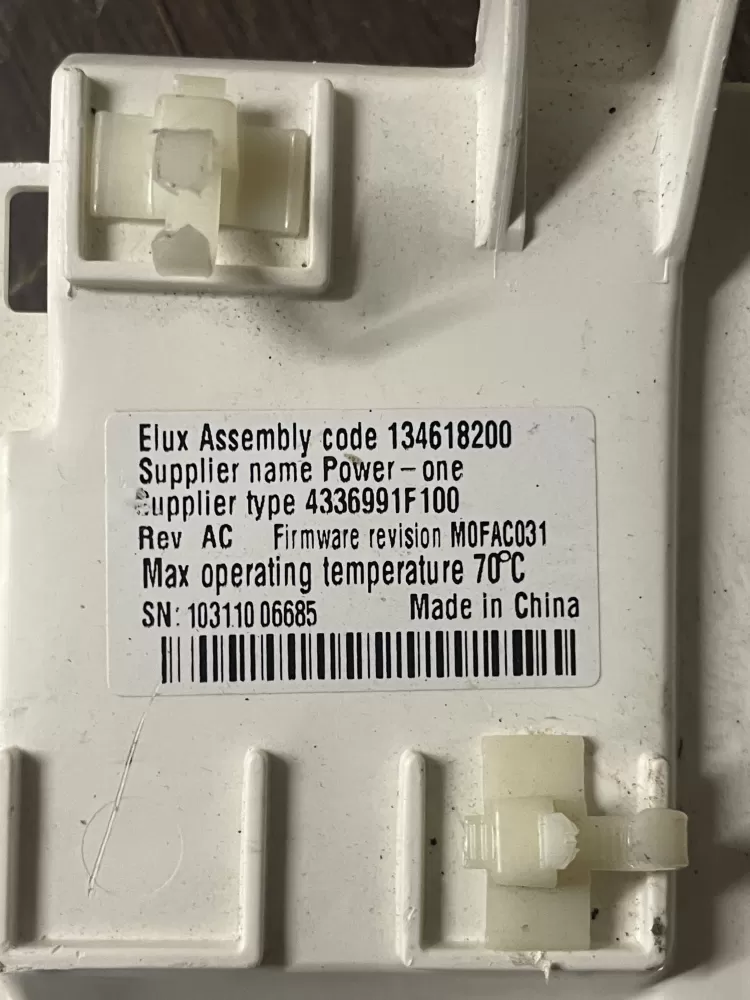 Elux Assembly code 134618200
Supplier name Power-one
Supplier type 4336991F100
Rev AC Firmware revision M0FAC031
Max operating temperature 70°C
SN: 103110 06685 Made in China